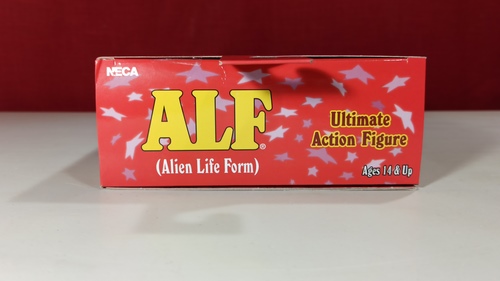 NECA
ALF®
(Alien Life Form)
Ultimate
Action Figure
Ages 14 & Up